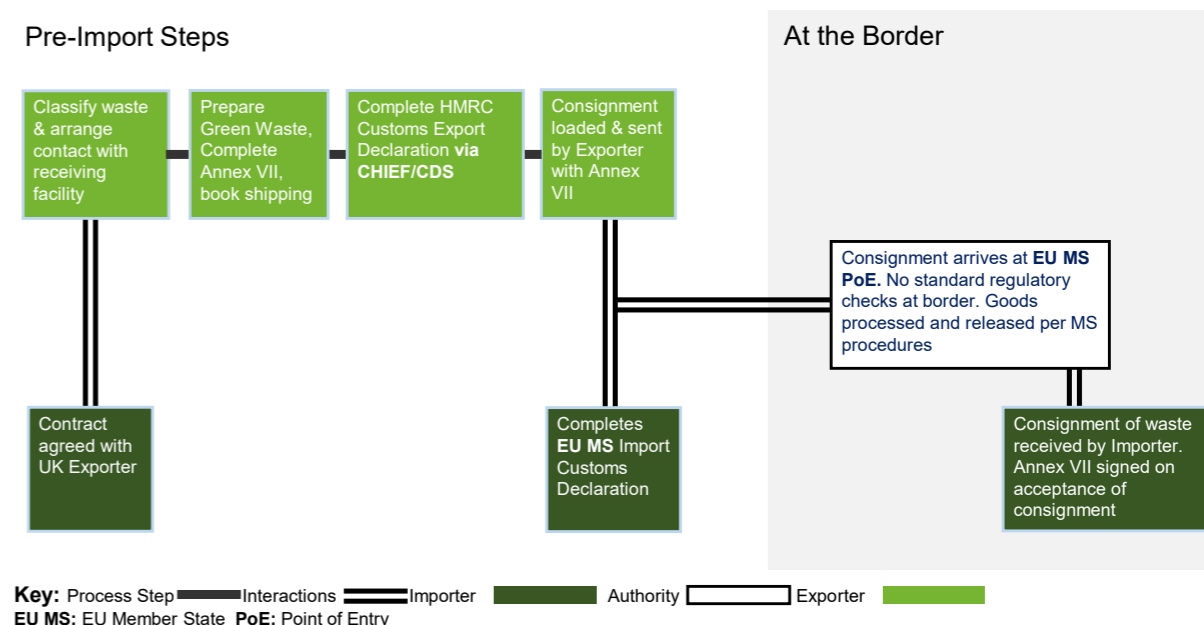 Pre-Import Steps
At the Border
Classify waste
& arrange
contact with
receiving
facility
Prepare
Green Waste,
Complete
Annex VII,
book shipping
Complete HMRC
Customs Export
Declaration via
CHIEF/CDS
Consignment
loaded & sent
by Exporter
with Annex
VII
Consignment arrives at EU MS
PoE. No standard regulatory
checks at border. Goods
processed and released per MS
procedures
Contract
agreed with
UK Exporter
Completes
EU MS Import
Customs
Declaration
Consignment of waste
received by Importer.
Annex VII signed on
acceptance of
consignment
Key: Process Step Interactions Importer Authority Exporter
EU MS: EU Member State PoE: Point of Entry